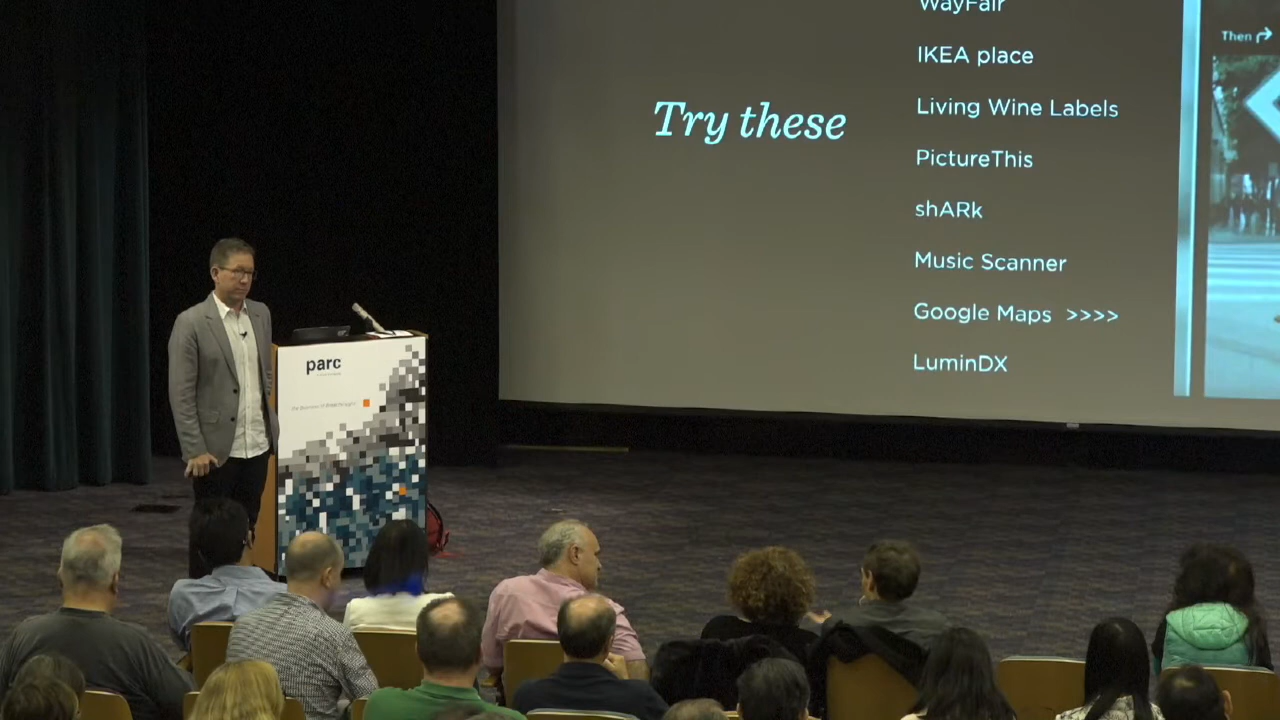 WayFair
Then
IKEA place
Living Wine Labels
Try these
PictureThis
shARk
Music Scanner
Google Maps >>>>
LuminDX
parc